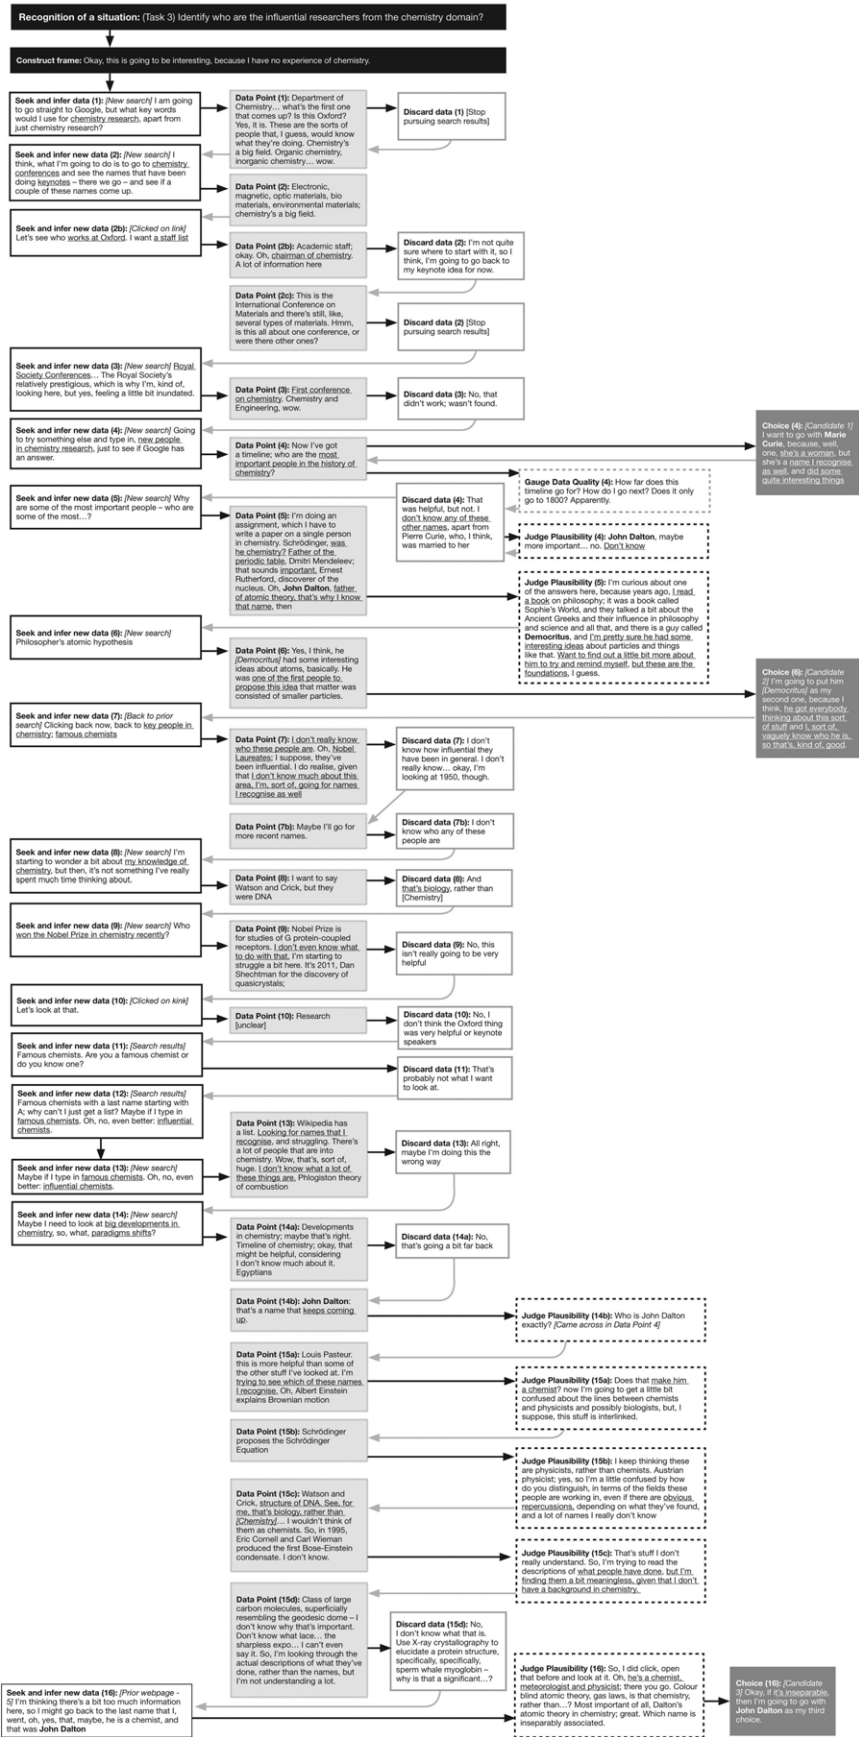 Recognition of a situation: (Task 3) Identify who are the influential researchers from the chemistry domain?
Construct frame: Okay, this is going to be interesting, because I have no experience of chemistry.
Seek and infer data (1): [New search] I am
going to go straight to Google, but what key words
would I use for chemistry research, apart from
just chemistry research?
Data Point (1): Department of
Chemistry… what's the first one
that comes up? Is this Oxford?
Yes, it is. These are the sorts of
people that, I guess, would know
what they're doing. Chemistry's
a big field. Organic chemistry,
inorganic chemistry… wow.
Discard data (1) [Stop
pursuing search results]
Seek and infer new data (2): [New search] I
think, what I'm going to do is to go to chemistry
conferences and see the names that have been
doing keynotes – there we go – and see if a
couple of these names come up.
Data Point (2): Electronic,
magnetic, optic materials, bio
materials, environmental materials;
chemistry's a big field.
Seek and infer new data (2b): [Clicked on link]
Let's see who works at Oxford. I want a staff list
Data Point (2b): Academic staff;
okay. Oh, chairman of chemistry.
A lot of information here
Discard data (2): I'm not quite
sure where to start with it, so I
think, I'm going to go back to
my keynote idea for now.
Data Point (2c): This is the
International Conference on
Materials and there's still, like,
several types of materials. Hmm,
is this all about one conference, or
were there other ones?
Discard data (2) [Stop
pursuing search results]
Seek and infer new data (3): [New search] Royal
Society Conferences… The Royal Society's
relatively prestigious, which is why I'm, kind of,
looking here, but yes, feeling a little bit inundated.
Data Point (3): First conference
on chemistry. Chemistry and
Engineering, wow.
Discard data (3): No, that
didn't work; wasn't found.
Seek and infer new data (4): [New search] Going
to try something else and type in, new people
in chemistry research, just to see if Google has
an answer.
Data Point (4): Now I've got
a timeline; who are the most
important people in the history of
chemistry?
Choice (4): [Candidate 1]
I want to go with Marie
Curie, because, well,
one, she's a woman, but
she's a name I recognise
as well, and did some
quite interesting things
Gauge Data Quality (4): How far does this
timeline go for? How do I go next? Does it only
go to 1800? Apparently.
Seek and infer new data (5): [New search] Why
are some of the most important people – who are
some of the most…?
Discard data (4): That
was helpful, but not. I
don't know any of these
other names, apart from
Pierre Curie, who, I think,
was married to her
Judge Plausibility (4): John Dalton, maybe
more important… no. Don't know
Data Point (5): I'm doing an
assignment, which I have to
write a paper on a single person
in chemistry. Schrödinger, was
he chemistry? Father of the
periodic table, Dmitri Mendeleev;
that sounds important, Ernest
Rutherford, discoverer of the
nucleus. Oh, John Dalton, father
of atomic theory, that's why I know
that name, then
Judge Plausibility (5): I'm curious about one
of the answers here, because years ago, I read
a book on philosophy; it was a book called
Sophie's World, and they talked a bit about the
Ancient Greeks and their influence in philosophy
and science and all that, and there is a guy called
Democritus, and I'm pretty sure he had some
interesting ideas about particles and things
like that. Want to find out a little bit more about
him to try and remind myself, but these are the
foundations, I guess.
Seek and infer new data (6): [New search]
Philosopher's atomic hypothesis
Data Point (6): Yes, I think, he
[Democritus] had some interesting
ideas about atoms, basically. He
was one of the first people to
propose this idea that matter was
consisted of smaller particles.
Choice (6): [Candidate
2] I'm going to put him
[Democritus] as my
second one, because I
think, he got everybody
thinking about this sort
of stuff and I, sort of,
vaguely know who he is,
so that's, kind of, good.
Seek and infer new data (7): [Back to prior
search] Clicking back now, back to key people in
chemistry; famous chemists
Data Point (7): I don't really know
who these people are. Oh, Nobel
Laureates; I suppose, they've
been influential. I do realise, given
that I don't know much about this
area, I'm, sort of, going for names
I recognise as well
Discard data (7): I don't
know how influential they
have been in general. I don't
really know… okay, I'm
looking at 1950, though.
Data Point (7b): Maybe I'll go for
more recent names.
Discard data (7b): I don't
know who any of these
people are
Seek and infer new data (8): [New search] I'm
starting to wonder a bit about my knowledge of
chemistry, but then, it's not something I've really
spent much time thinking about.
Data Point (8): I want to say
Watson and Crick, but they
were DNA
Discard data (8): And
that's biology, rather than
[Chemistry]
Seek and infer new data (9): [New search] Who
won the Nobel Prize in chemistry recently?
Data Point (9): Nobel Prize is
for studies of G protein-coupled
receptors. I don't even know what
to do with that. I'm starting to
struggle a bit here. It's 2011, Dan
Shechtman for the discovery of
quasicrystals;
Discard data (9): No, this
isn't really going to be very
helpful
Seek and infer new data (10): [Clicked on kink]
Let's look at that.
Data Point (10): Research
[unclear]
Discard data (10): No, I
don't think the Oxford thing
was very helpful or keynote
speakers
Seek and infer new data (11): [Search results]
Famous chemists. Are you a famous chemist or
do you know one?
Discard data (11): That's
probably not what I want
to look at.
Seek and infer new data (12): [Search results]
Famous chemists with a last name starting with
A; why can't I just get a list? Maybe if I type in
famous chemists. Oh, no, even better: influential
chemists.
Data Point (13): Wikipedia has
a list. Looking for names that I
recognise, and struggling. There's
a lot of people that are into
chemistry. Wow, that's, sort of,
huge. I don't know what a lot of
these things are. Phlogiston theory
of combustion
Discard data (13): All right,
maybe I'm doing this the
wrong way
Seek and infer new data (13): [New search]
Maybe if I type in famous chemists. Oh, no, even
better: influential chemists.
Seek and infer new data (14): [New search]
Maybe I need to look at big developments in
chemistry, so, what, paradigms shifts?
Data Point (14a): Developments
in chemistry; maybe that's right.
Timeline of chemistry; okay, that
might be helpful, considering
I don't know much about it.
Egyptians
Discard data (14a): No,
that's going a bit far back
Data Point (14b): John Dalton:
that's a name that keeps coming
up.
Judge Plausibility (14b): Who is John Dalton
exactly? [Came across in Data Point 4]
Data Point (15a): Louis Pasteur.
this is more helpful than some of
the other stuff I've looked at. I'm
trying to see which of these names
I recognise. Oh, Albert Einstein
explains Brownian motion
Judge Plausibility (15a): Does that make him
a chemist? now I'm going to get a little bit
confused about the lines between chemists
and physicists and possibly biologists, but, I
suppose, this stuff is interlinked.
Data Point (15b): Schrödinger
proposes the Schrödinger
Equation
Judge Plausibility (15b): I keep thinking these
are physicists, rather than chemists. Austrian
physicist; yes, so I'm a little confused by how
do you distinguish, in terms of the fields these
people are working in, even if there are obvious
repercussions, depending on what they've found,
and a lot of names I really don't know
Data Point (15c): Watson and
Crick, structure of DNA. See, for
me, that's biology, rather than
[Chemistry]… I wouldn't think of
them as chemists. So, in 1995,
Eric Cornell and Carl Wieman
produced the first Bose-Einstein
condensate. I don't know.
Judge Plausibility (15c): That's stuff I don't
really understand. So, I'm trying to read the
descriptions of what people have done, but I'm
finding them a bit meaningless, given that I don't
have a background in chemistry.
Data Point (15d): Class of large
carbon molecules, superficially
resembling the geodesic dome – I
don't know why that's important.
Don't know what lace… the
sharpless expo… I can't even
say it. So, I'm looking through the
actual descriptions of what they've
done, rather than the names, but
I'm not understanding a lot.
Discard data (15d): No,
I don't know what that is.
Use X-ray crystallography to
elucidate a protein structure,
specifically, specifically,
sperm whale myoglobin –
why is that a significant…?
Seek and infer new data (16): [Prior webpage -
5] I'm thinking there's a bit too much information
here, so I might go back to the last name that I,
went, oh, yes, that, maybe, he is a chemist, and
that was John Dalton
Judge Plausibility (16): So, I did click, open
that before and look at it. Oh, he's a chemist,
meteorologist and physicist; there you go. Colour
blind atomic theory, gas laws, is that chemistry,
rather than…? Most important of all, Dalton's
atomic theory in chemistry; great. Which name is
inseparably associated.
Choice (16): [Candidate
3] Okay, if it's inseparable,
then I'm going to go with
John Dalton as my third
choice.